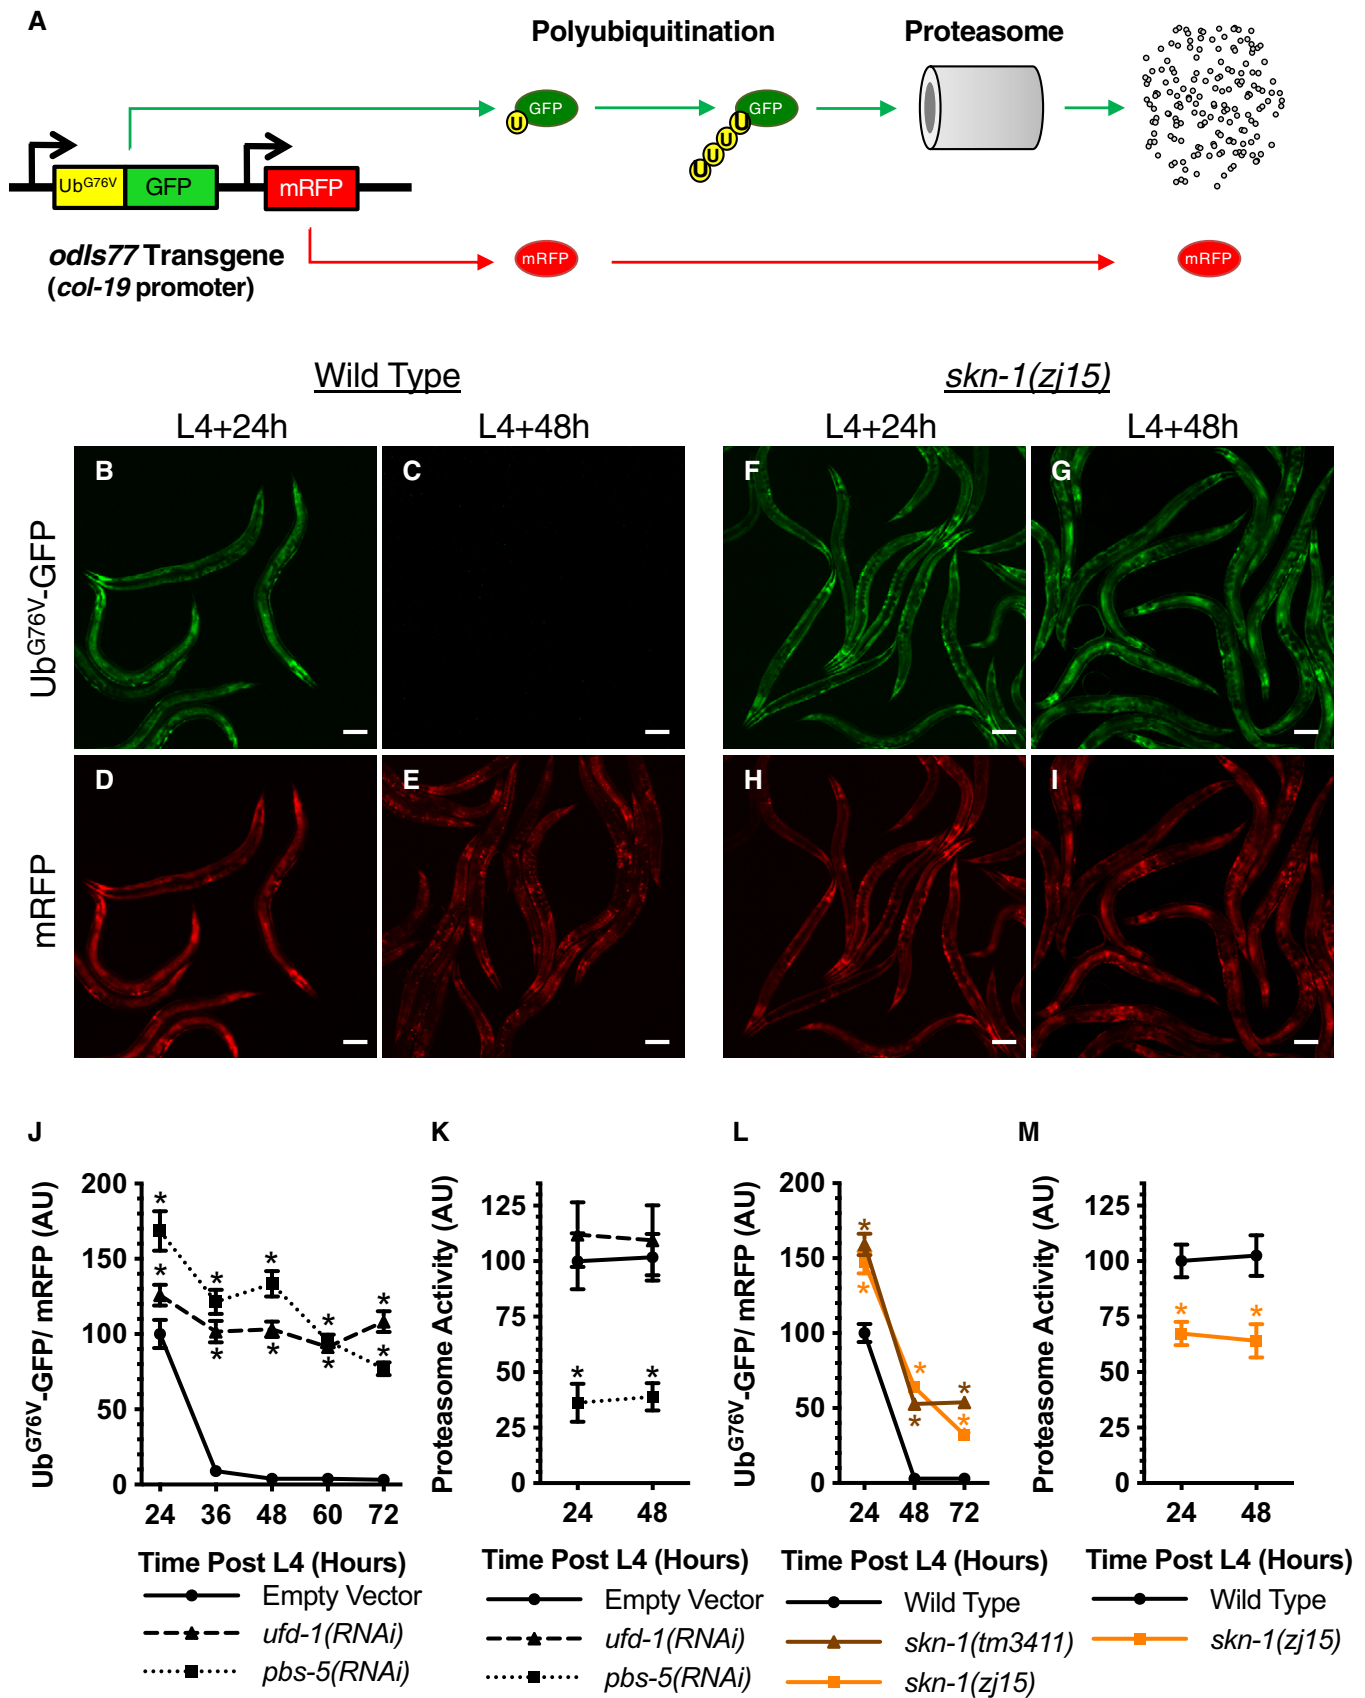 A
Polyubiquitination
Proteasome
GFP
U
GFP
U
U
U
U
Ub^G76V
GFP
mRFP
odIs77 Transgene
(col-19 promoter)
mRFP
mRFP
Wild Type
skn-1(zj15)
L4+24h
L4+48h
L4+24h
L4+48h
Ub^G76V-GFP
B
C
F
G
mRFP
D
E
H
I
J
Ub^G76V-GFP/ mRFP (AU)
200
150
100
50
0
* * * * * * * *
24 36 48 60 72
Time Post L4 (Hours)
Empty Vector
ufd-1(RNAi)
pbs-5(RNAi)
K
Proteasome Activity (AU)
125
100
75
50
25
0
* *
24 48
Time Post L4 (Hours)
Empty Vector
ufd-1(RNAi)
pbs-5(RNAi)
L
Ub^G76V-GFP/ mRFP (AU)
200
150
100
50
0
* * * * * *
24 48 72
Time Post L4 (Hours)
Wild Type
skn-1(tm3411)
skn-1(zj15)
M
Proteasome Activity (AU)
125
100
75
50
25
0
* *
24 48
Time Post L4 (Hours)
Wild Type
skn-1(zj15)